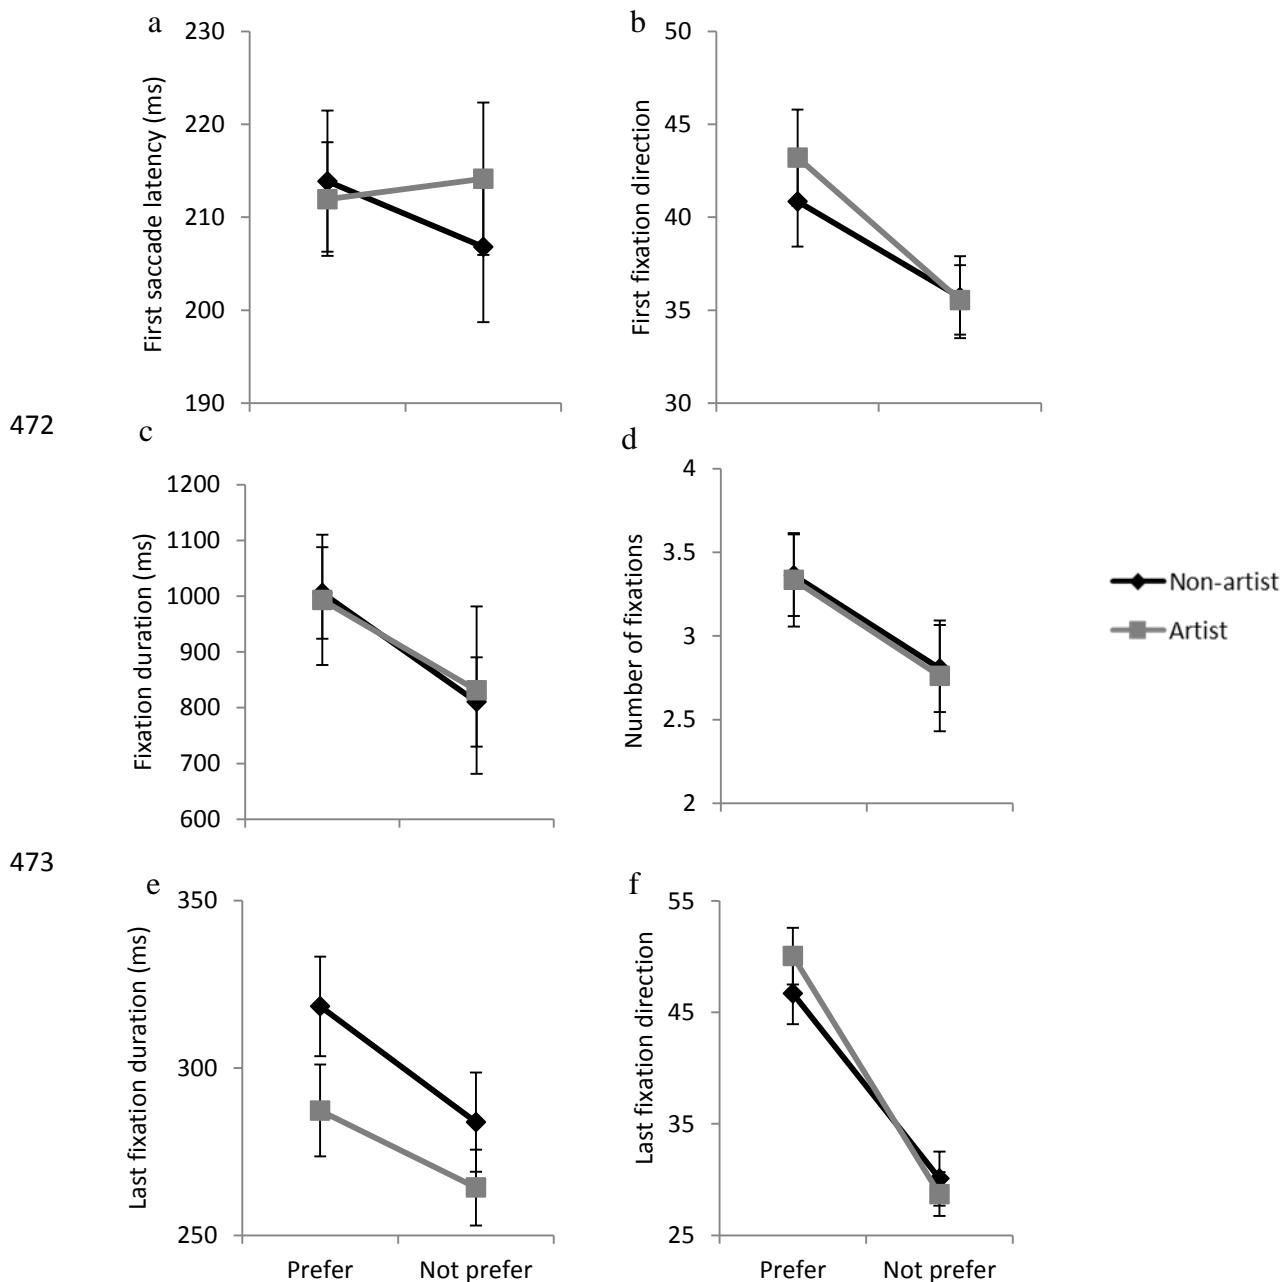 a
First saccade latency (ms)
230
220
210
200
190
b
First fixation direction
50
45
40
35
30
472
c
Fixation duration (ms)
1200
1100
1000
900
800
700
600
d
Number of fixations
4
3.5
3
2.5
2
Non-artist
Artist
473
e
Last fixation duration (ms)
350
300
250
Prefer
Not prefer
f
Last fixation direction
55
45
35
25
Prefer
Not prefer